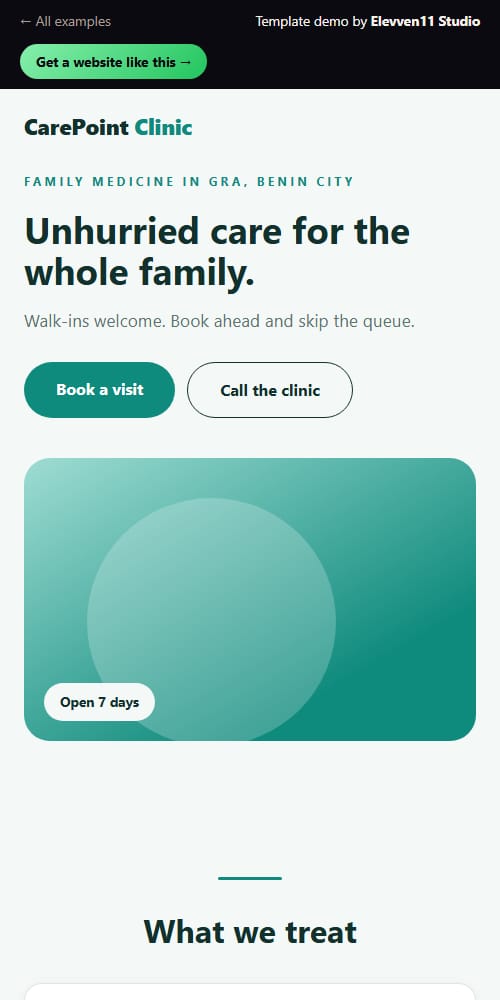 ← All examples
Template demo by Elevven11 Studio
Get a website like this →
CarePoint Clinic
FAMILY MEDICINE IN GRA, BENIN CITY
Unhurried care for the
whole family.
Walk-ins welcome. Book ahead and skip the queue.
Book a visit
Call the clinic
Open 7 days
What we treat